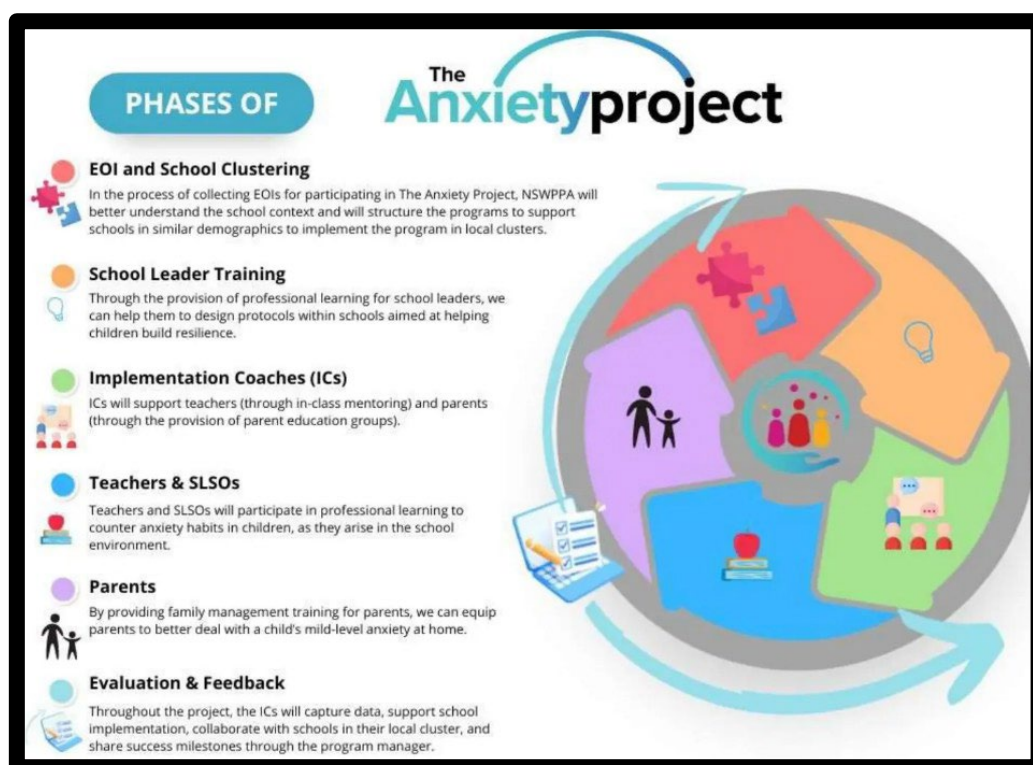 PHASES OF
The
Anxietyproject
EOI and School Clustering
In the process of collecting EOIs for participating in The Anxiety Project, NSWPPA will
better understand the school context and will structure the programs to support
schools in similar demographics to implement the program in local clusters.
School Leader Training
Through the provision of professional learning for school leaders, we
can help them to design protocols within schools aimed at helping
children build resilience.
Implementation Coaches (ICs)
ICs will support teachers (through in-class mentoring) and parents
(through the provision of parent education groups).
Teachers & SLSOs
Teachers and SLSOs will participate in professional learning to
counter anxiety habits in children, as they arise in the school
environment.
Parents
By providing family management training for parents, we can equip
parents to better deal with a child's mild-level anxiety at home.
Evaluation & Feedback
Throughout the project, the ICs will capture data, support school
implementation, collaborate with schools in their local cluster, and
share success milestones through the program manager.